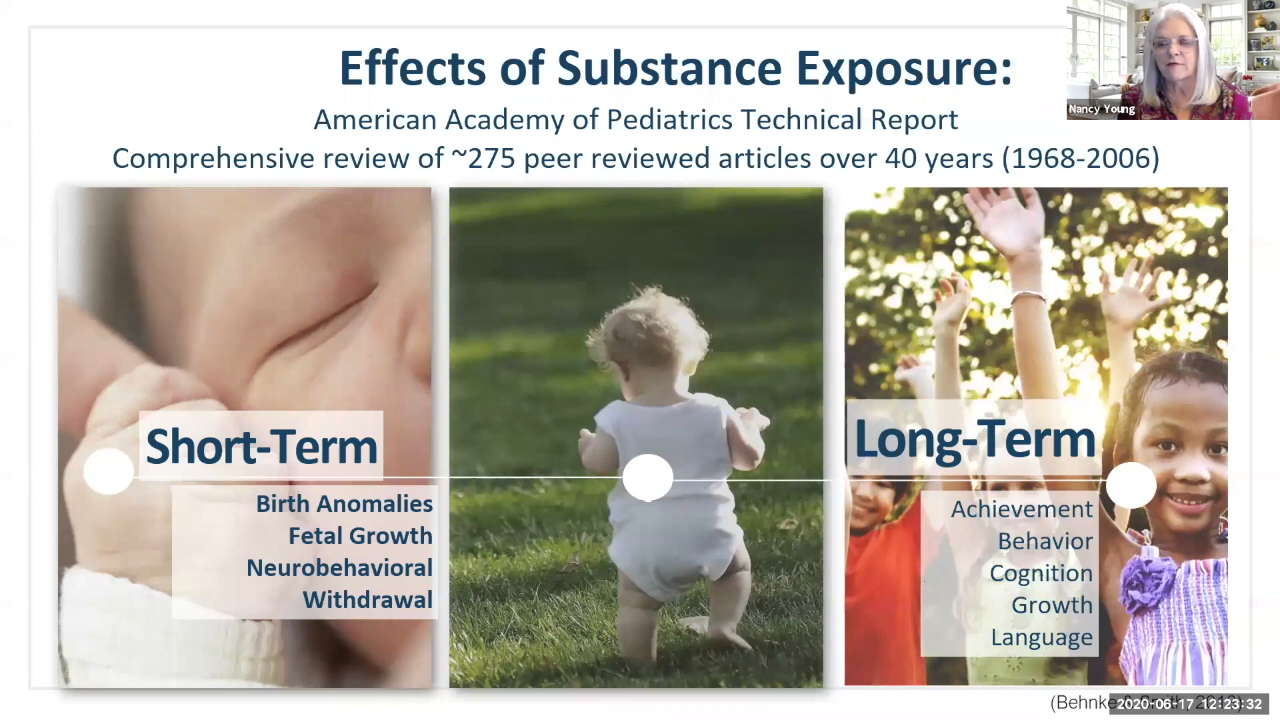 Effects of Substance Exposure:
American Academy of Pediatrics Technical Report
Comprehensive review of ~275 peer reviewed articles over 40 years (1968-2006)
Nancy Young
Short-Term
Birth Anomalies
Fetal Growth
Neurobehavioral
Withdrawal
Long-Term
Achievement
Behavior
Cognition
Growth
Language
(Behnke
2020-06-17 12:23:32